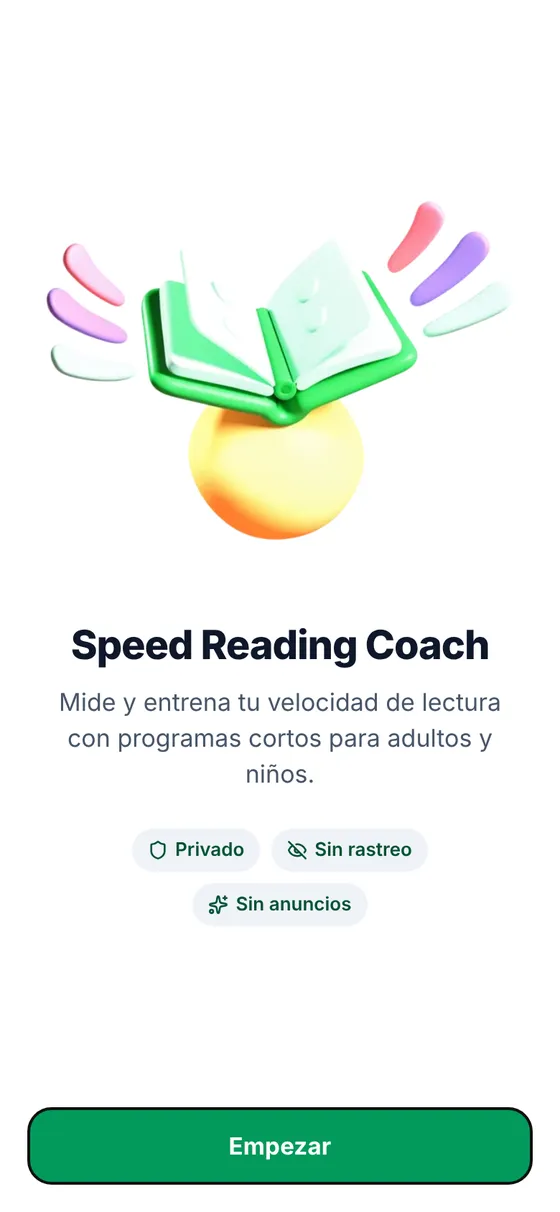 Speed Reading Coach
Mide y entrena tu velocidad de lectura
con programas cortos para adultos y
niños.
Privado
Sin rastreo
Sin anuncios
Empezar